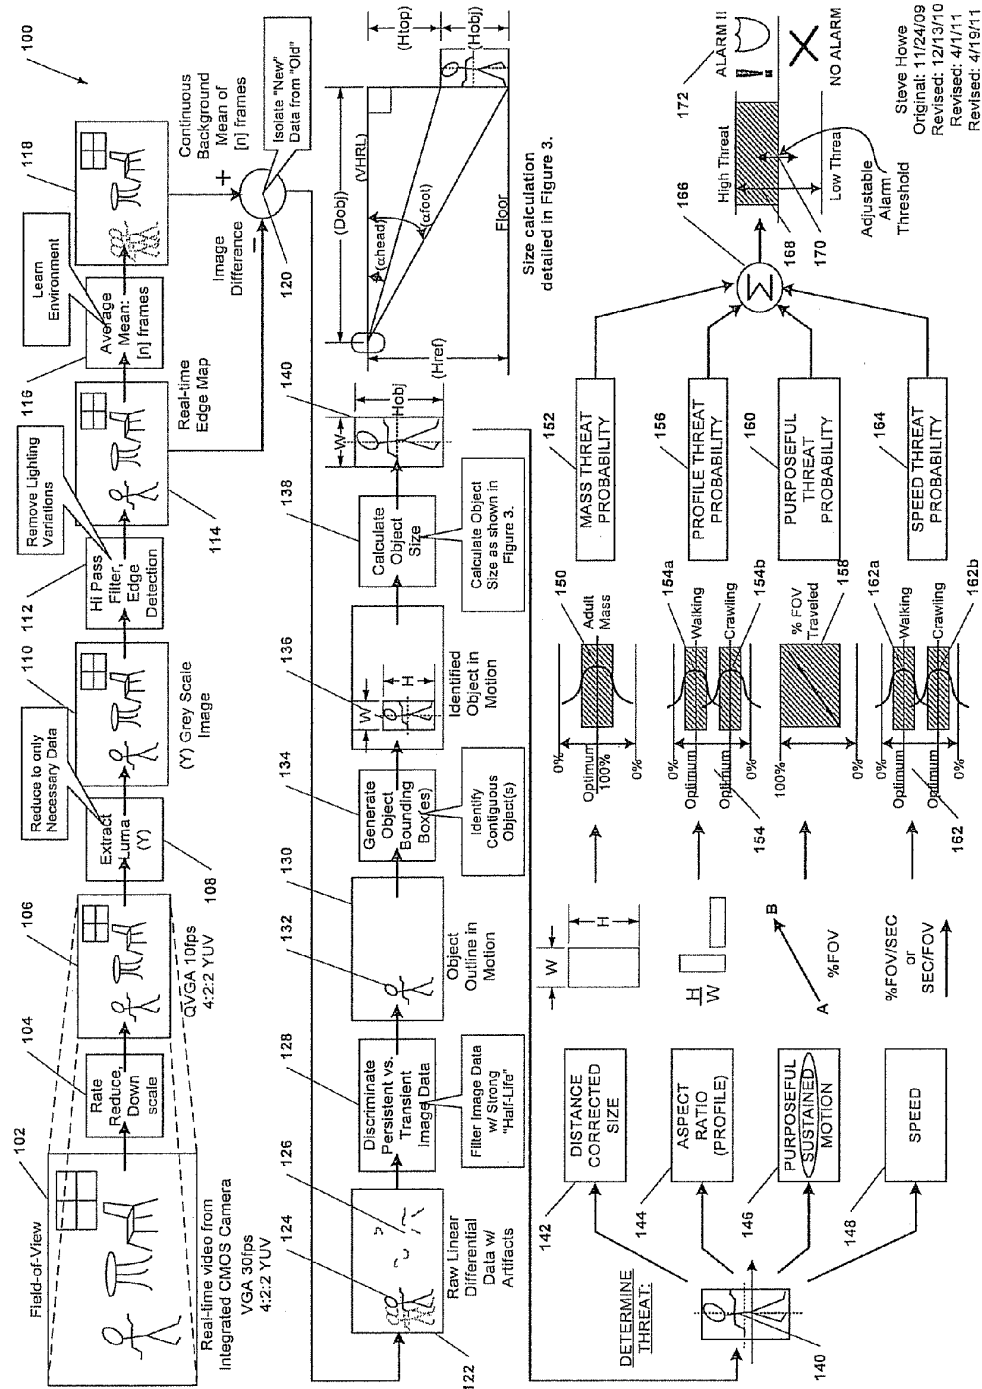 100
Field-of-View
102
Real-time video from
Integrated CMOS Camera
VGA 30fps
4:2:2 YUV
104
Rate
Reduce,
Down
scale
106
QVGA 10fps
4:2:2 YUV
Reduce to only
Necessary Data
Extract
Luma
(Y)
108
110
(Y) Grey Scale
Image
112
Remove Lighting
Variations
Hi Pass
Filter,
Edge
Detection
114
Real-time
Edge Map
116
Learn
Environment
Average
Mean:
[n] frames
118
Continuous
Background
Mean of
[n] frames
Image
Difference
+
−
120
Isolate "New"
Data from "Old"
122
124
126
Raw Linear
Differential
Data w/
Artifacts
128
Discriminate
Persistent vs.
Transient
Image Data
Filter Image Data
w/ Strong
"Half-Life"
130
132
Object
Outline in
Motion
134
Generate
Object
Bounding
Box(es)
Identify
Contiguous
Object(s)
136
W
H
Identified
Object in
Motion
138
Calculate
Object
Size
Calculate Object
Size as shown in
Figure 3.
140
W
Hobj
(Dobj)
(VHRL)
(Htop)
(Hobj)
(αhead)
(αfoot)
(Href)
Floor
Size calculation
detailed in Figure 3.
DETERMINE
THREAT:
140
142
DISTANCE
CORRECTED
SIZE
W
H
0%
Optimum
100%
0%
150
Adult
Mass
152
MASS THREAT
PROBABILITY
144
ASPECT
RATIO
(PROFILE)
H
W
0%
Optimum
Optimum
0%
154
154a
Walking
Crawling
154b
156
PROFILE THREAT
PROBABILITY
146
PURPOSEFUL
SUSTAINED
MOTION
A
B
%FOV
100%
0%
% FOV
Traveled
158
160
PURPOSEFUL
THREAT
PROBABILITY
148
SPEED
%FOV/SEC
or
SEC/FOV
0%
Optimum
Optimum
0%
162
162a
Walking
Crawling
162b
164
SPEED THREAT
PROBABILITY
166
Σ
High Threat
Low Threat
168
170
Adjustable
Alarm
Threshold
172
ALARM !!
!
NO ALARM
Steve Howe
Original: 11/24/09
Revised: 12/13/10
Revised: 4/1/11
Revised: 4/19/11